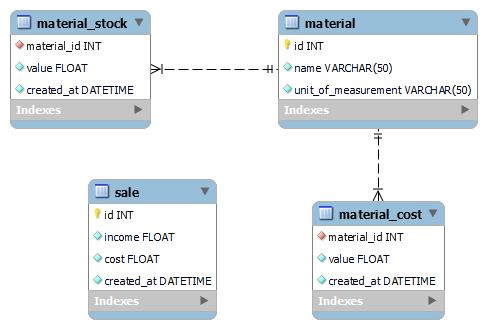 material_stock
material_id INT
value FLOAT
created_at DATETIME
Indexes
material
id INT
name VARCHAR(50)
unit_of_measurement VARCHAR(50)
Indexes
sale
id INT
income FLOAT
cost FLOAT
created_at DATETIME
Indexes
material_cost
material_id INT
value FLOAT
created_at DATETIME
Indexes